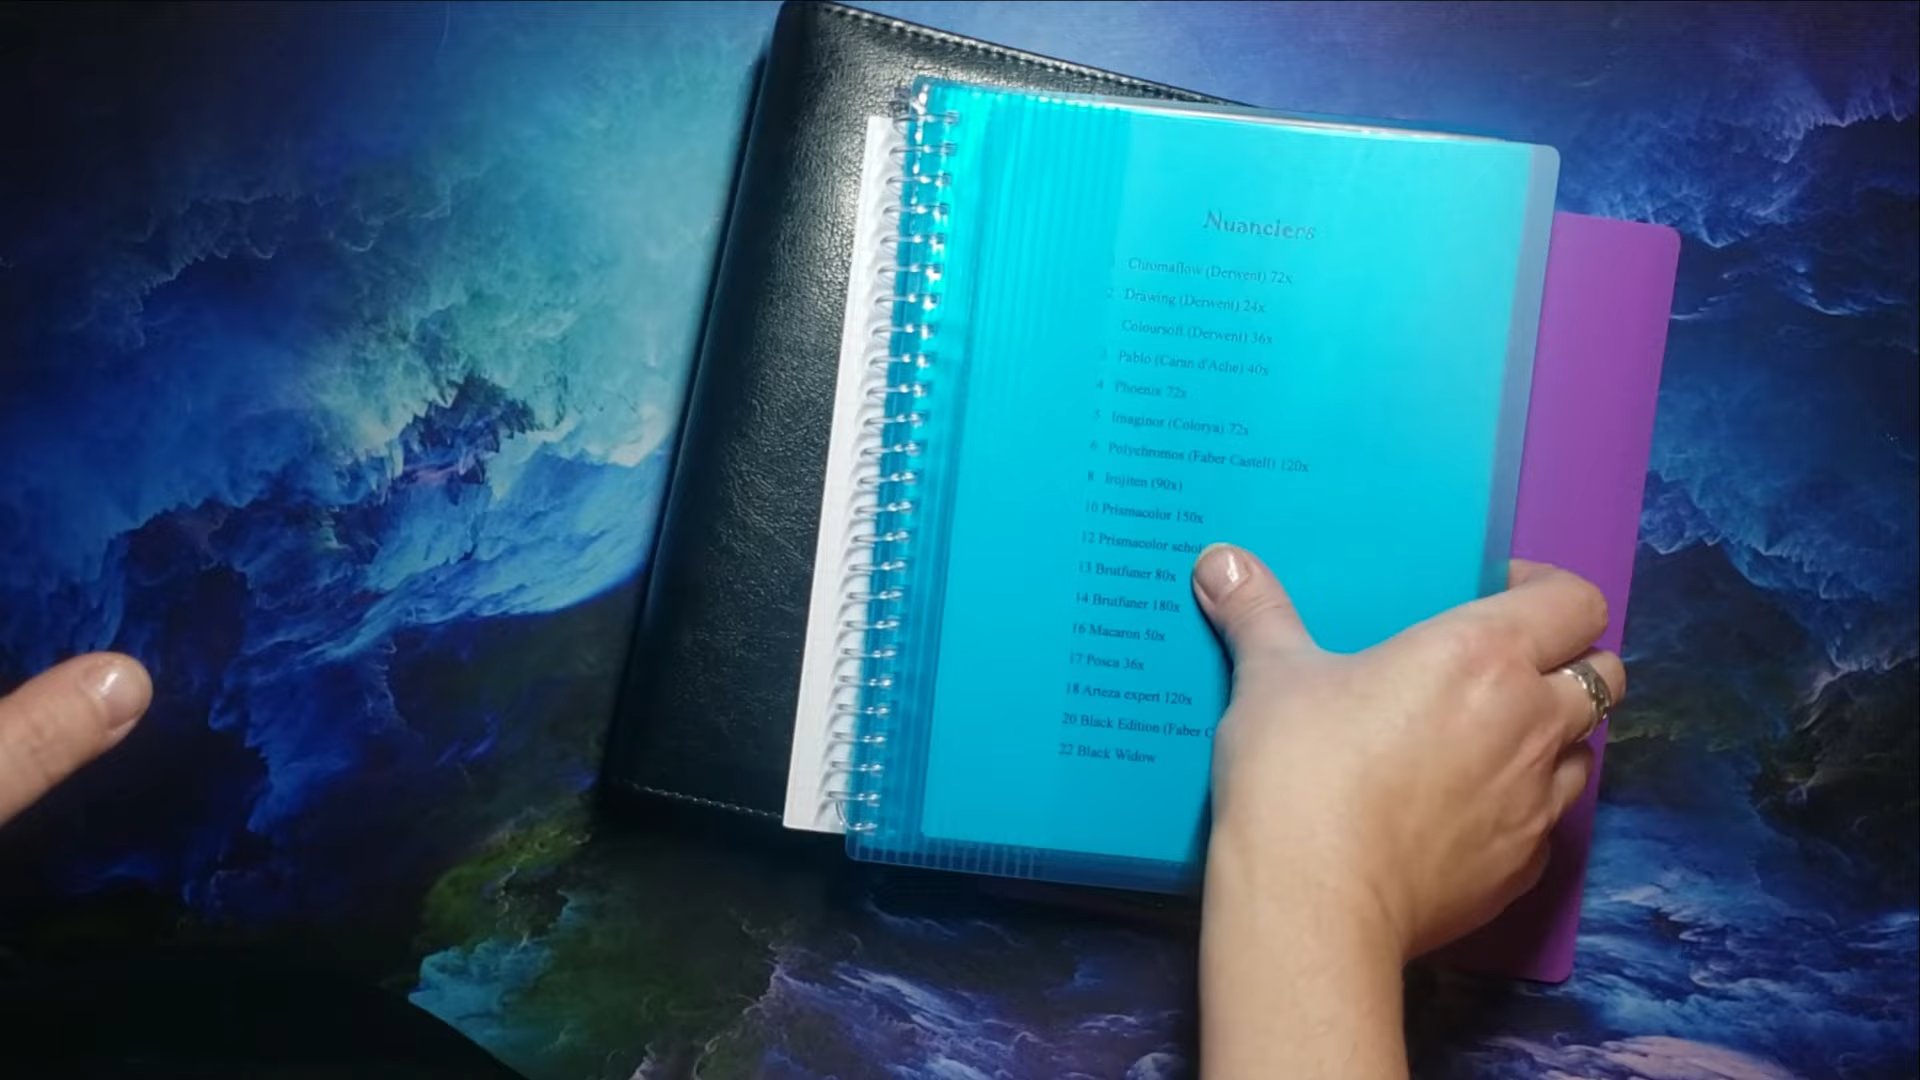 Nuanciers
Chromaflow (Derwent) 72x
2 Drawing (Derwent) 24x
Coloursoft (Derwent) 36x
3 Pablo (Caran d'Ache) 40x
4 Phoenix 72x
5 Imaginor (Colorya) 72x
6 Polychromos (Faber Castell) 120x
8 Irojiten (90x)
10 Prismacolor 150x
12 Prismacolor schol
13 Brutfuner 80x
14 Brutfuner 180x
16 Macaron 50x
17 Posca 36x
18 Arteza expert 120x
20 Black Edition (Faber C
22 Black Widow